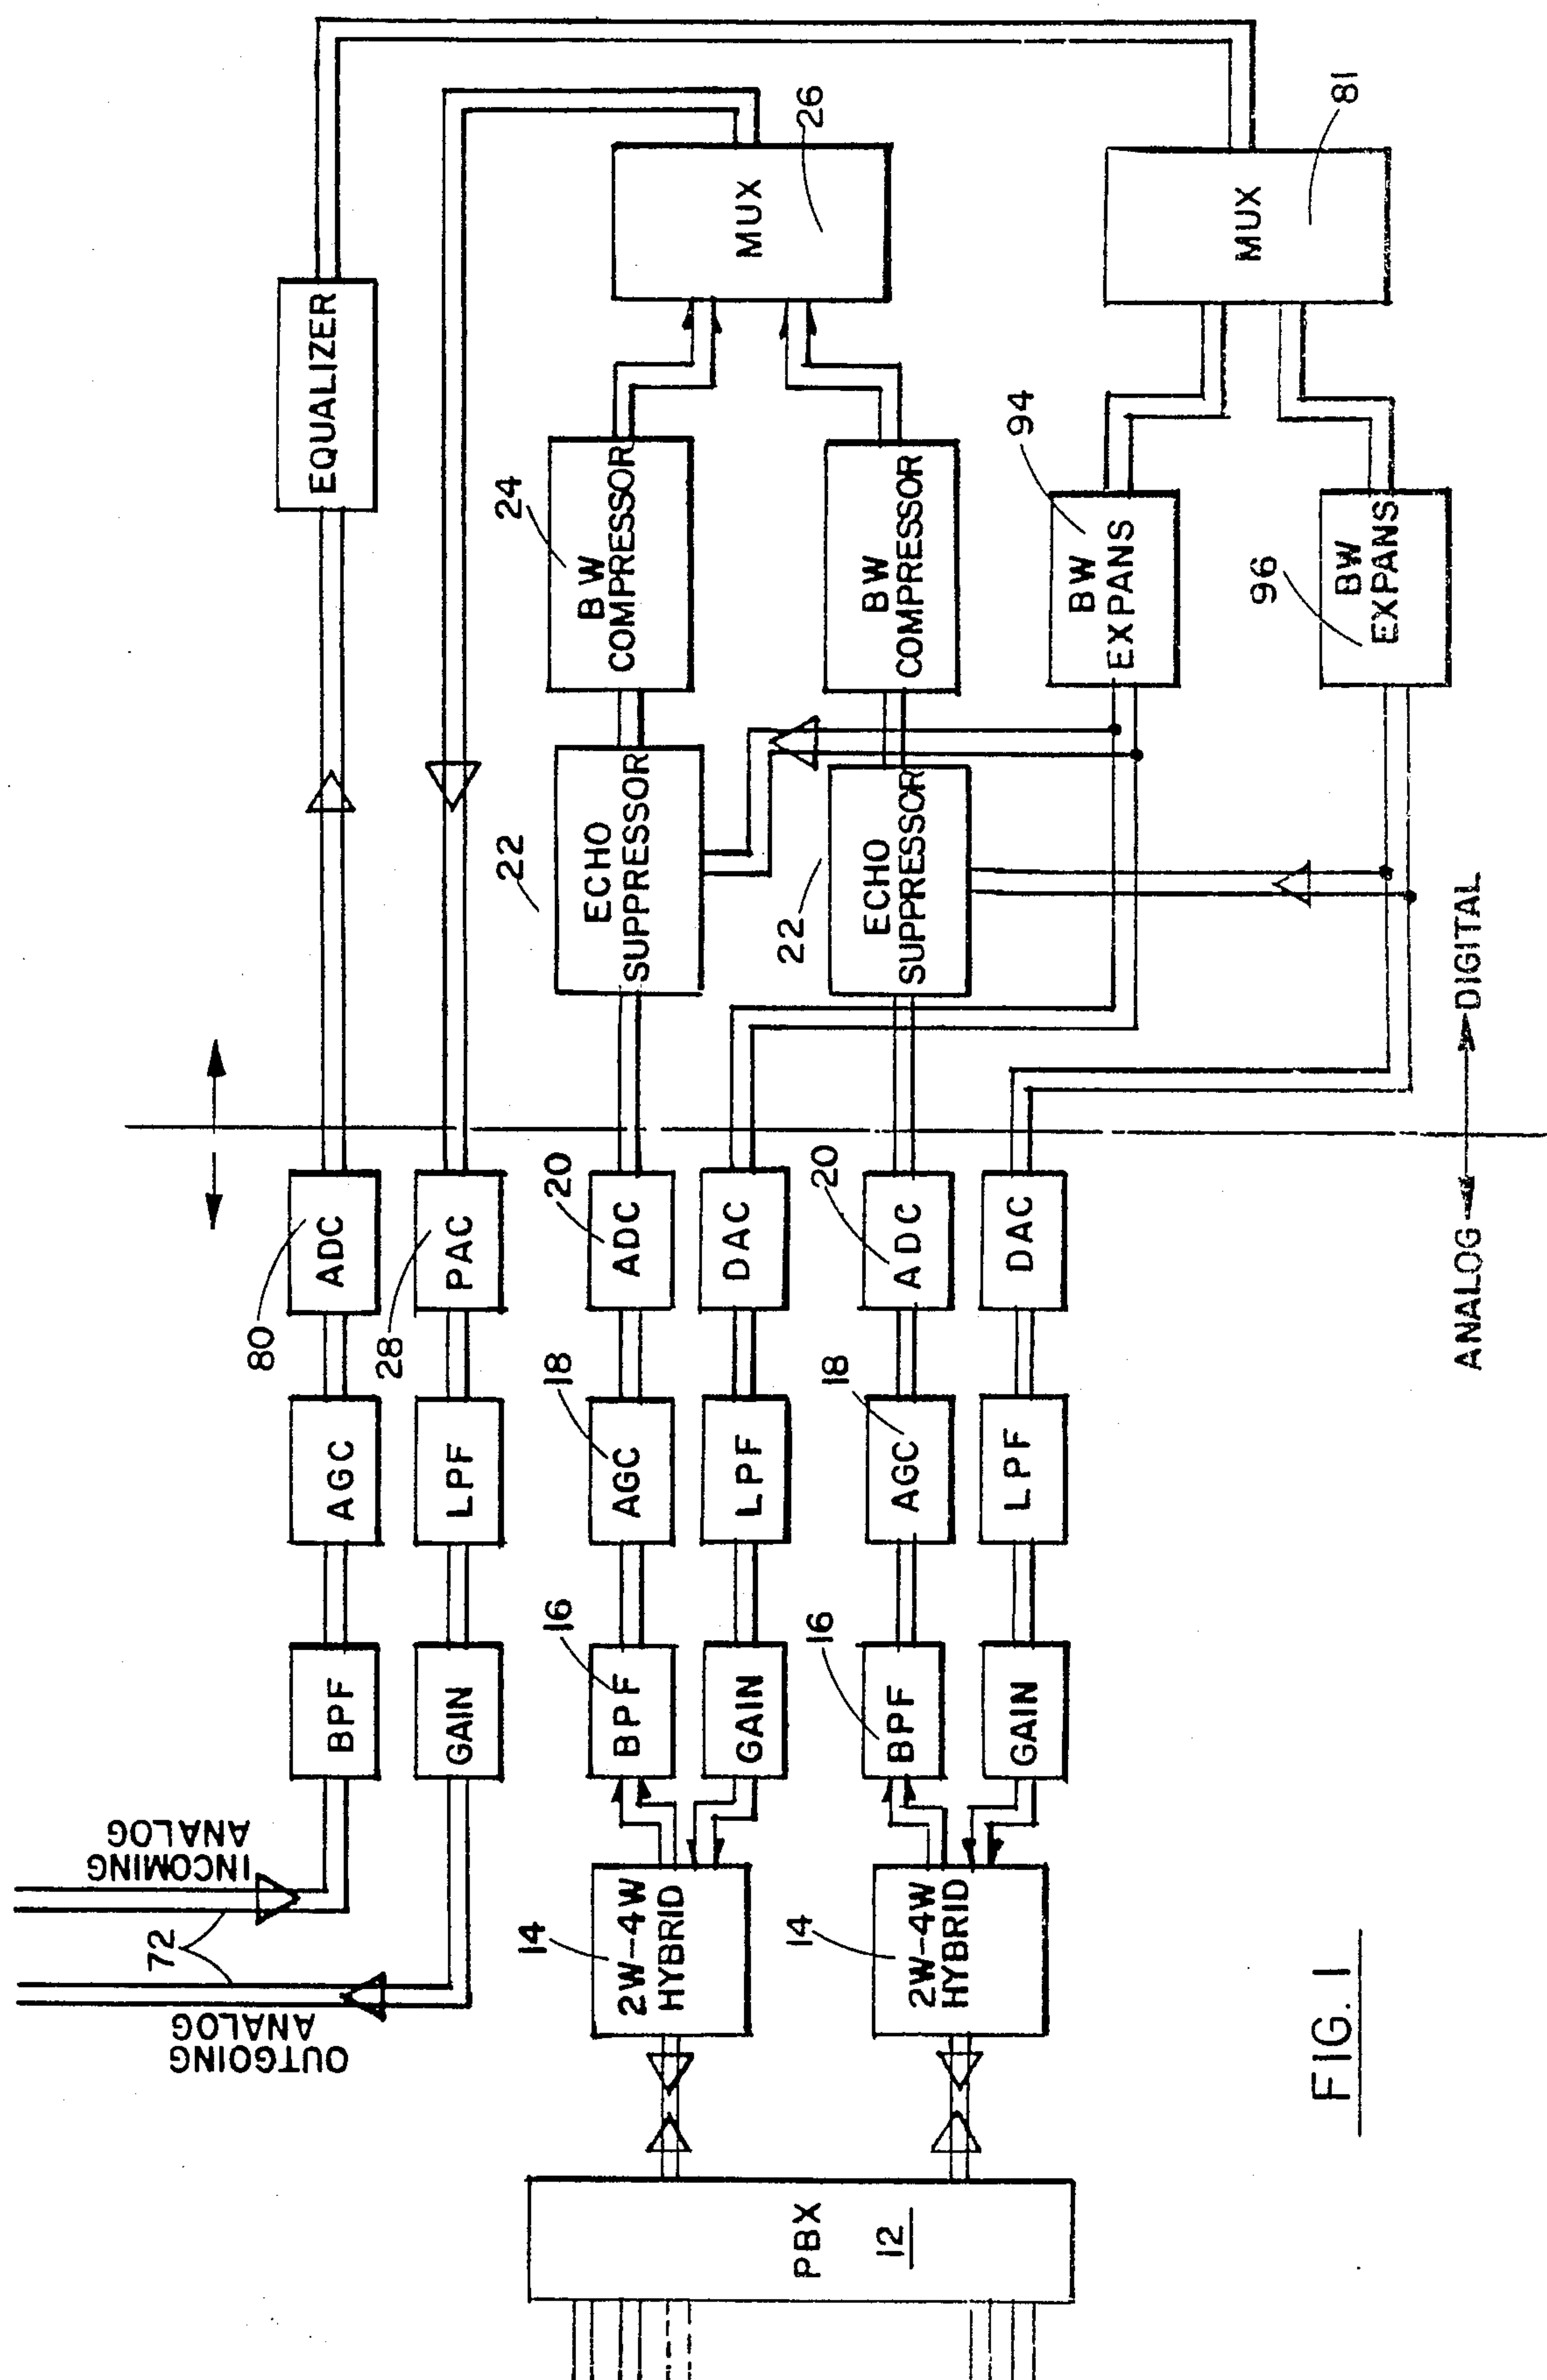 EQUALIZER
MUX
26
MUX
81
24
BW
COMPRESSOR
BW
COMPRESSOR
94
BW
EXPANS
96
BW
EXPANS
22
ECHO
SUPPRESSOR
22
ECHO
SUPPRESSOR
ANALOG
DIGITAL
80
ADC
28
PAC
20
ADC
DAC
20
ADC
DAC
AGC
LPF
18
AGC
LPF
18
AGC
LPF
BPF
GAIN
16
BPF
GAIN
16
BPF
GAIN
INCOMING
ANALOG
72
OUTGOING
ANALOG
14
2W-4W
HYBRID
14
2W-4W
HYBRID
PBX
12
FIG. 1